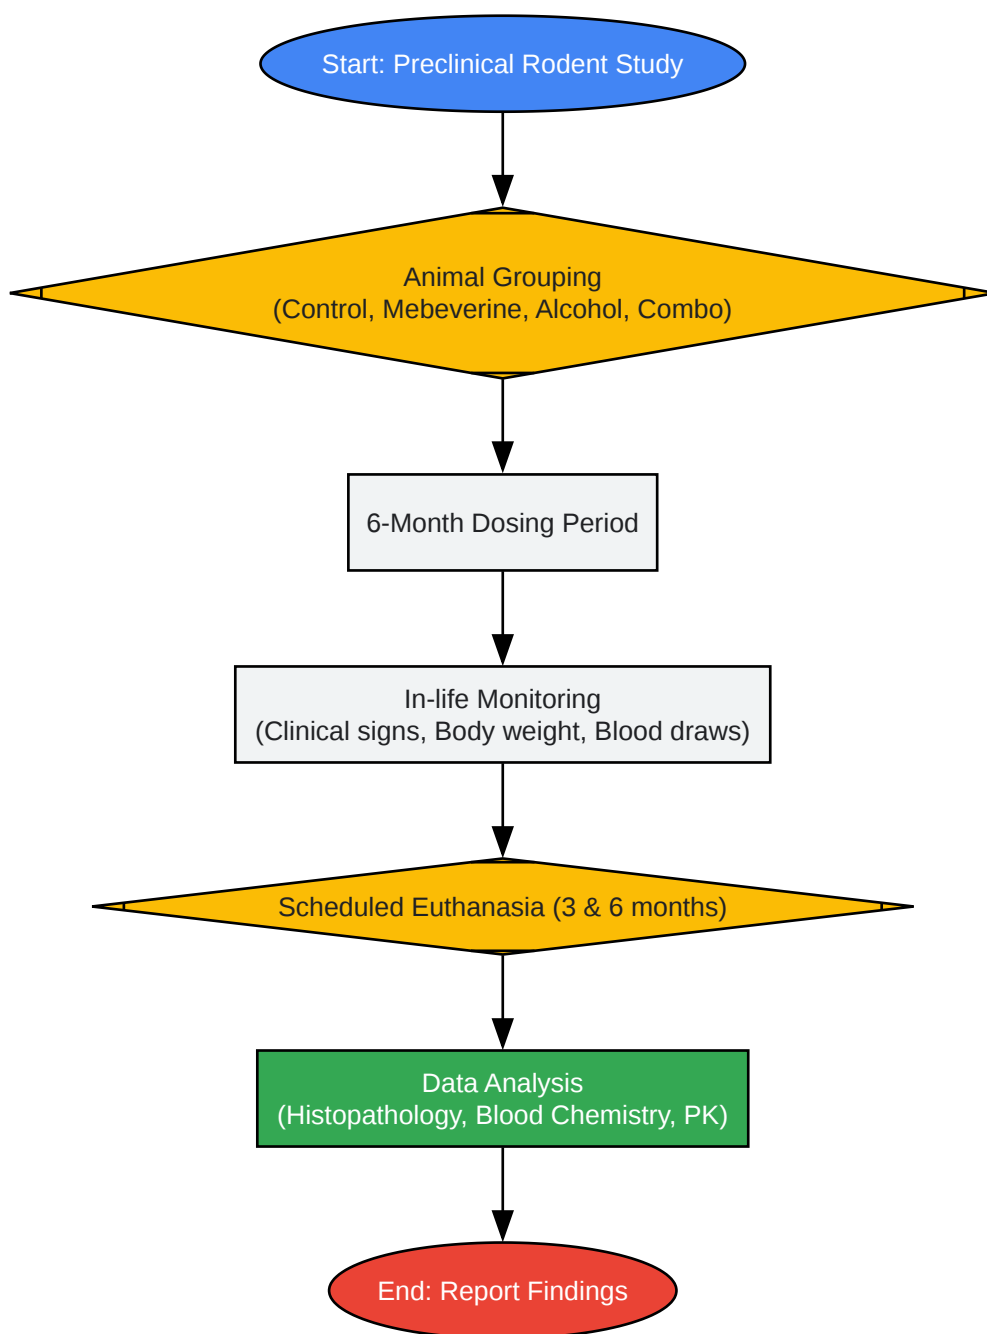 Start: Preclinical Rodent Study
Animal Grouping
(Control, Mebeverine, Alcohol, Combo)
6-Month Dosing Period
In-life Monitoring
(Clinical signs, Body weight, Blood draws)
Scheduled Euthanasia (3 & 6 months)
Data Analysis
(Histopathology, Blood Chemistry, PK)
End: Report Findings